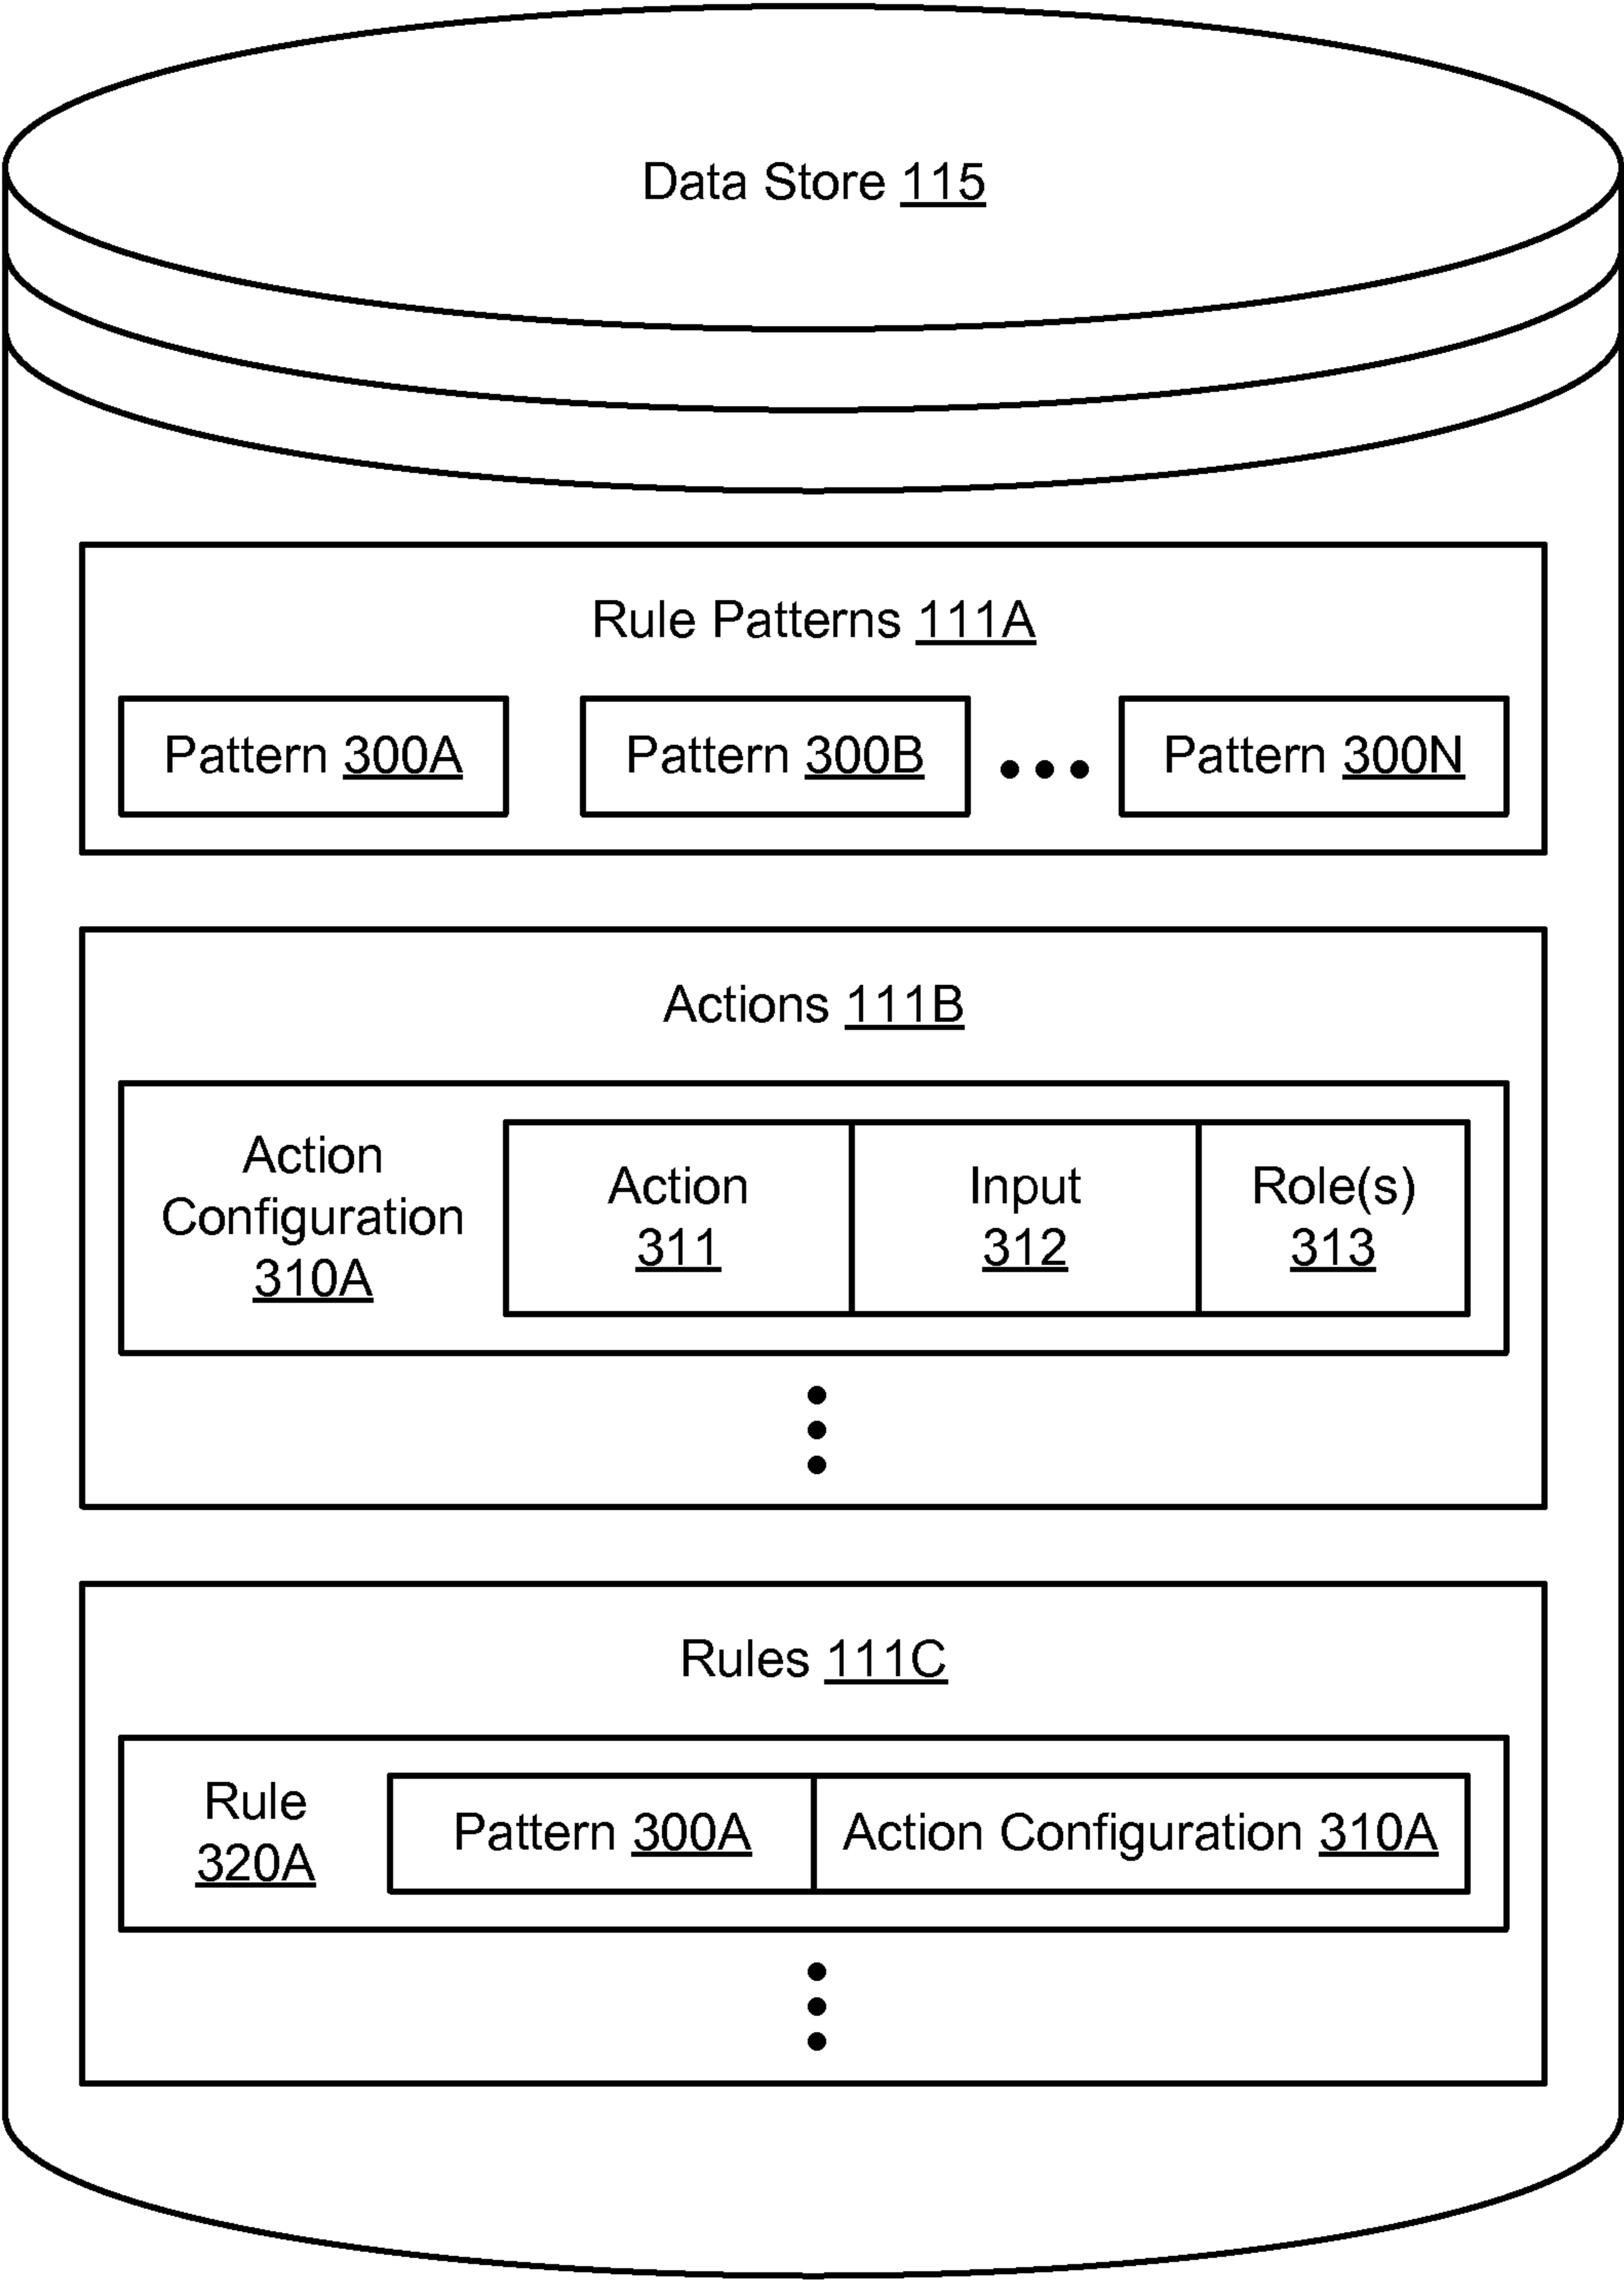 Data Store 115
Rule Patterns 111A
Pattern 300A
Pattern 300B
Pattern 300N
Actions 111B
Action
Configuration
310A
Action
311
Input
312
Role(s)
313
Rules 111C
Rule
320A
Pattern 300A
Action Configuration 310A